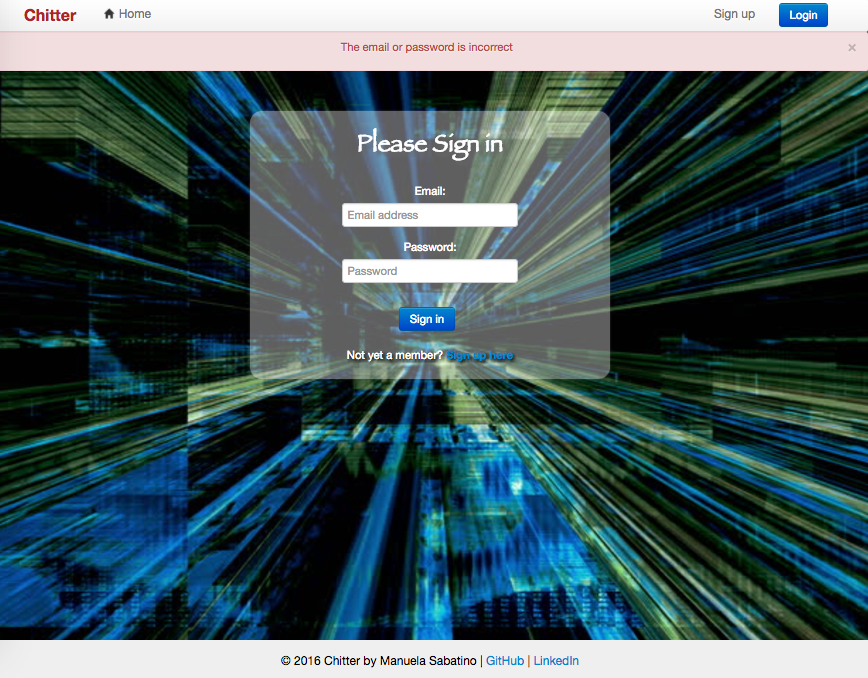 Chitter Home Sign up Login
The email or password is incorrect ×
Please Sign in
Email:
Email address
Password:
Password
Sign in
Not yet a member? Sign up here
© 2016 Chitter by Manuela Sabatino | GitHub | LinkedIn